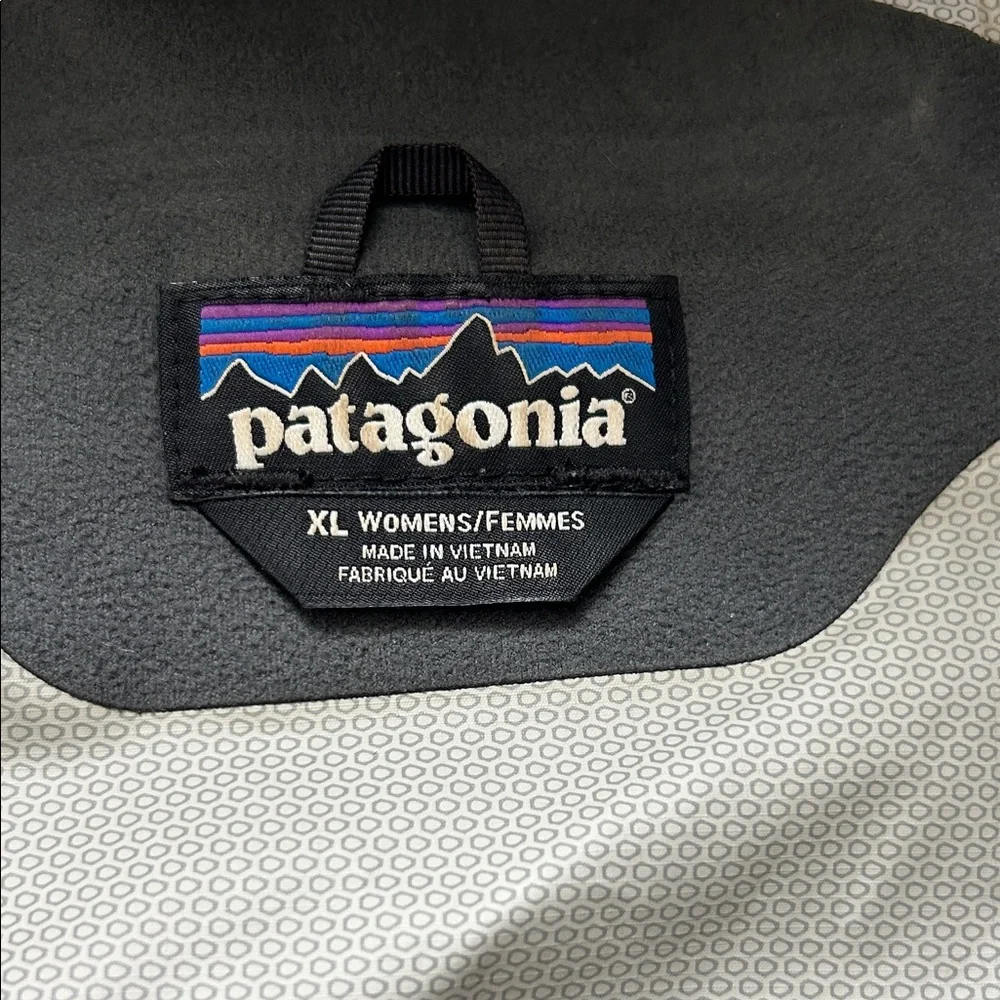 patagonia®
XL WOMENS/FEMMES
MADE IN VIETNAM
FABRIQUÉ AU VIETNAM